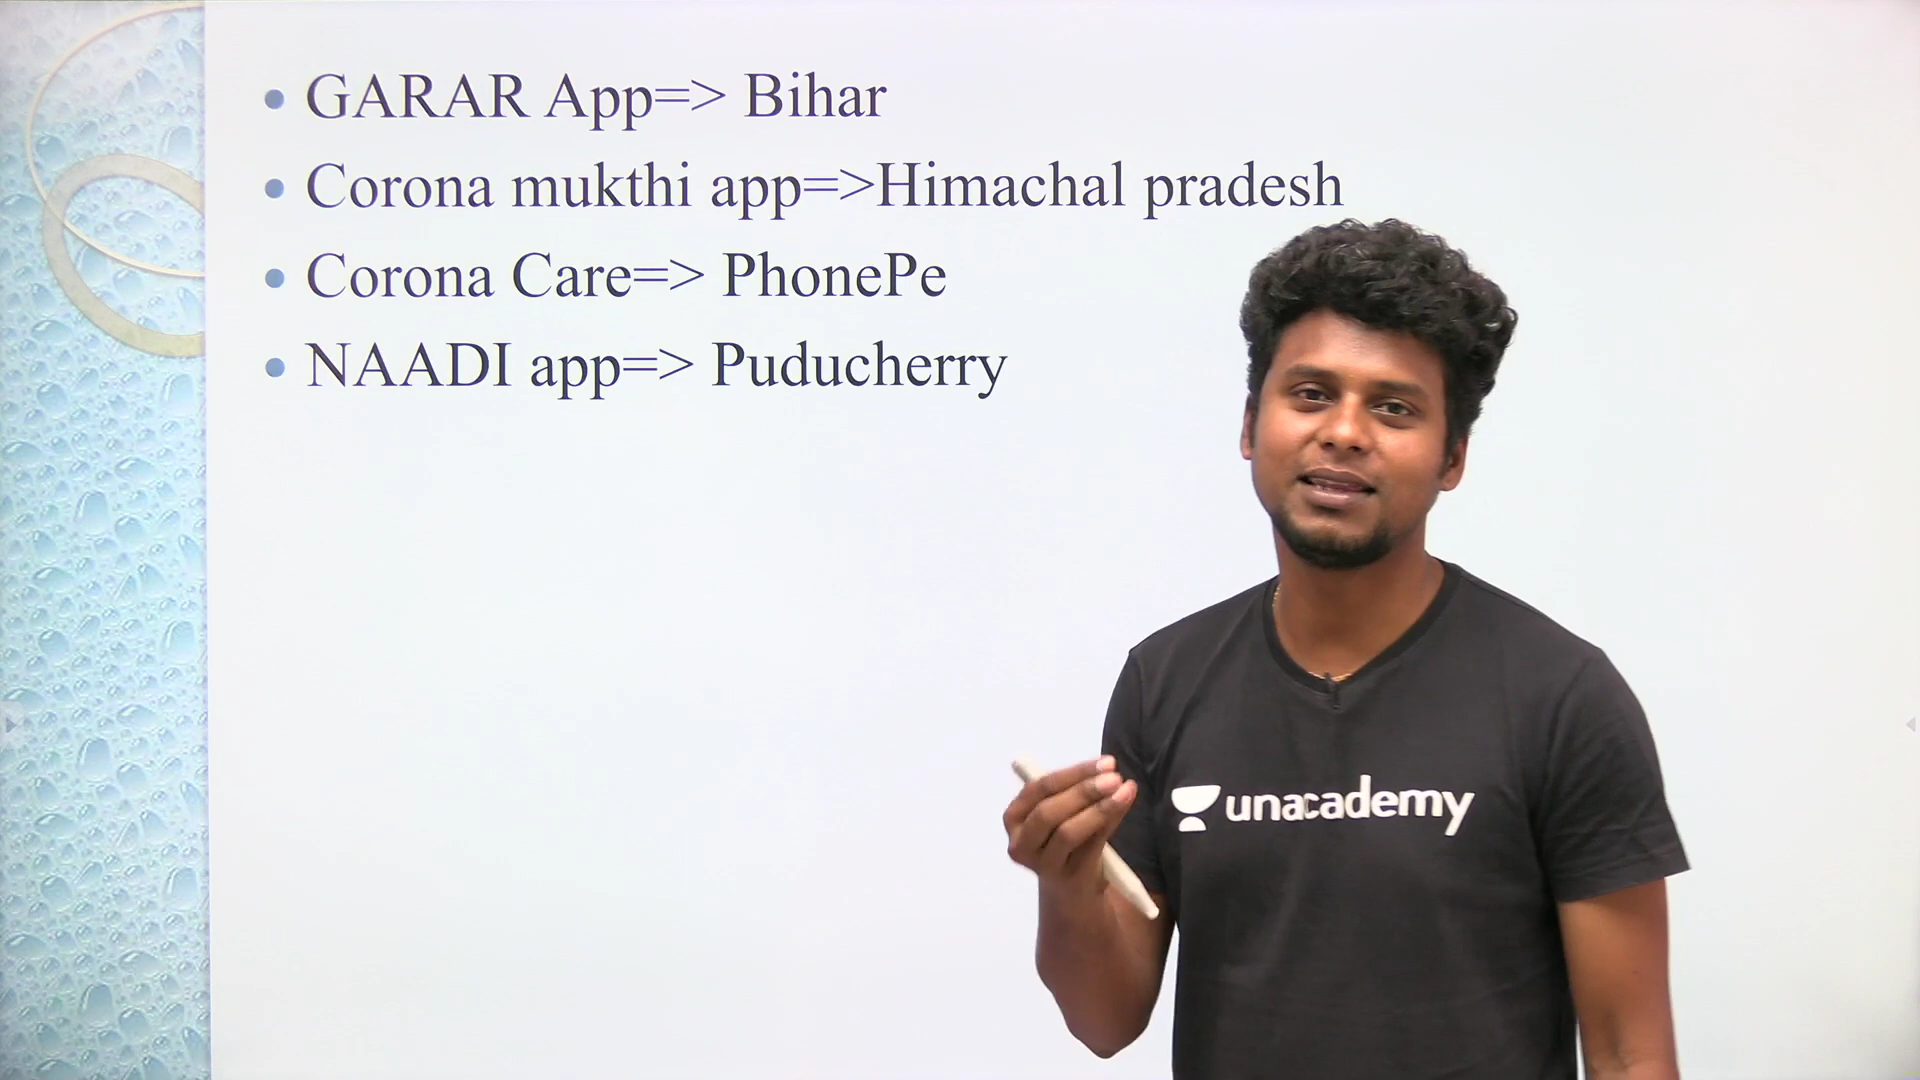 GARAR App=> Bihar
Corona mukthi app=>Himachal pradesh
Corona Care=> PhonePe
NAADI app=> Puducherry
unacademy